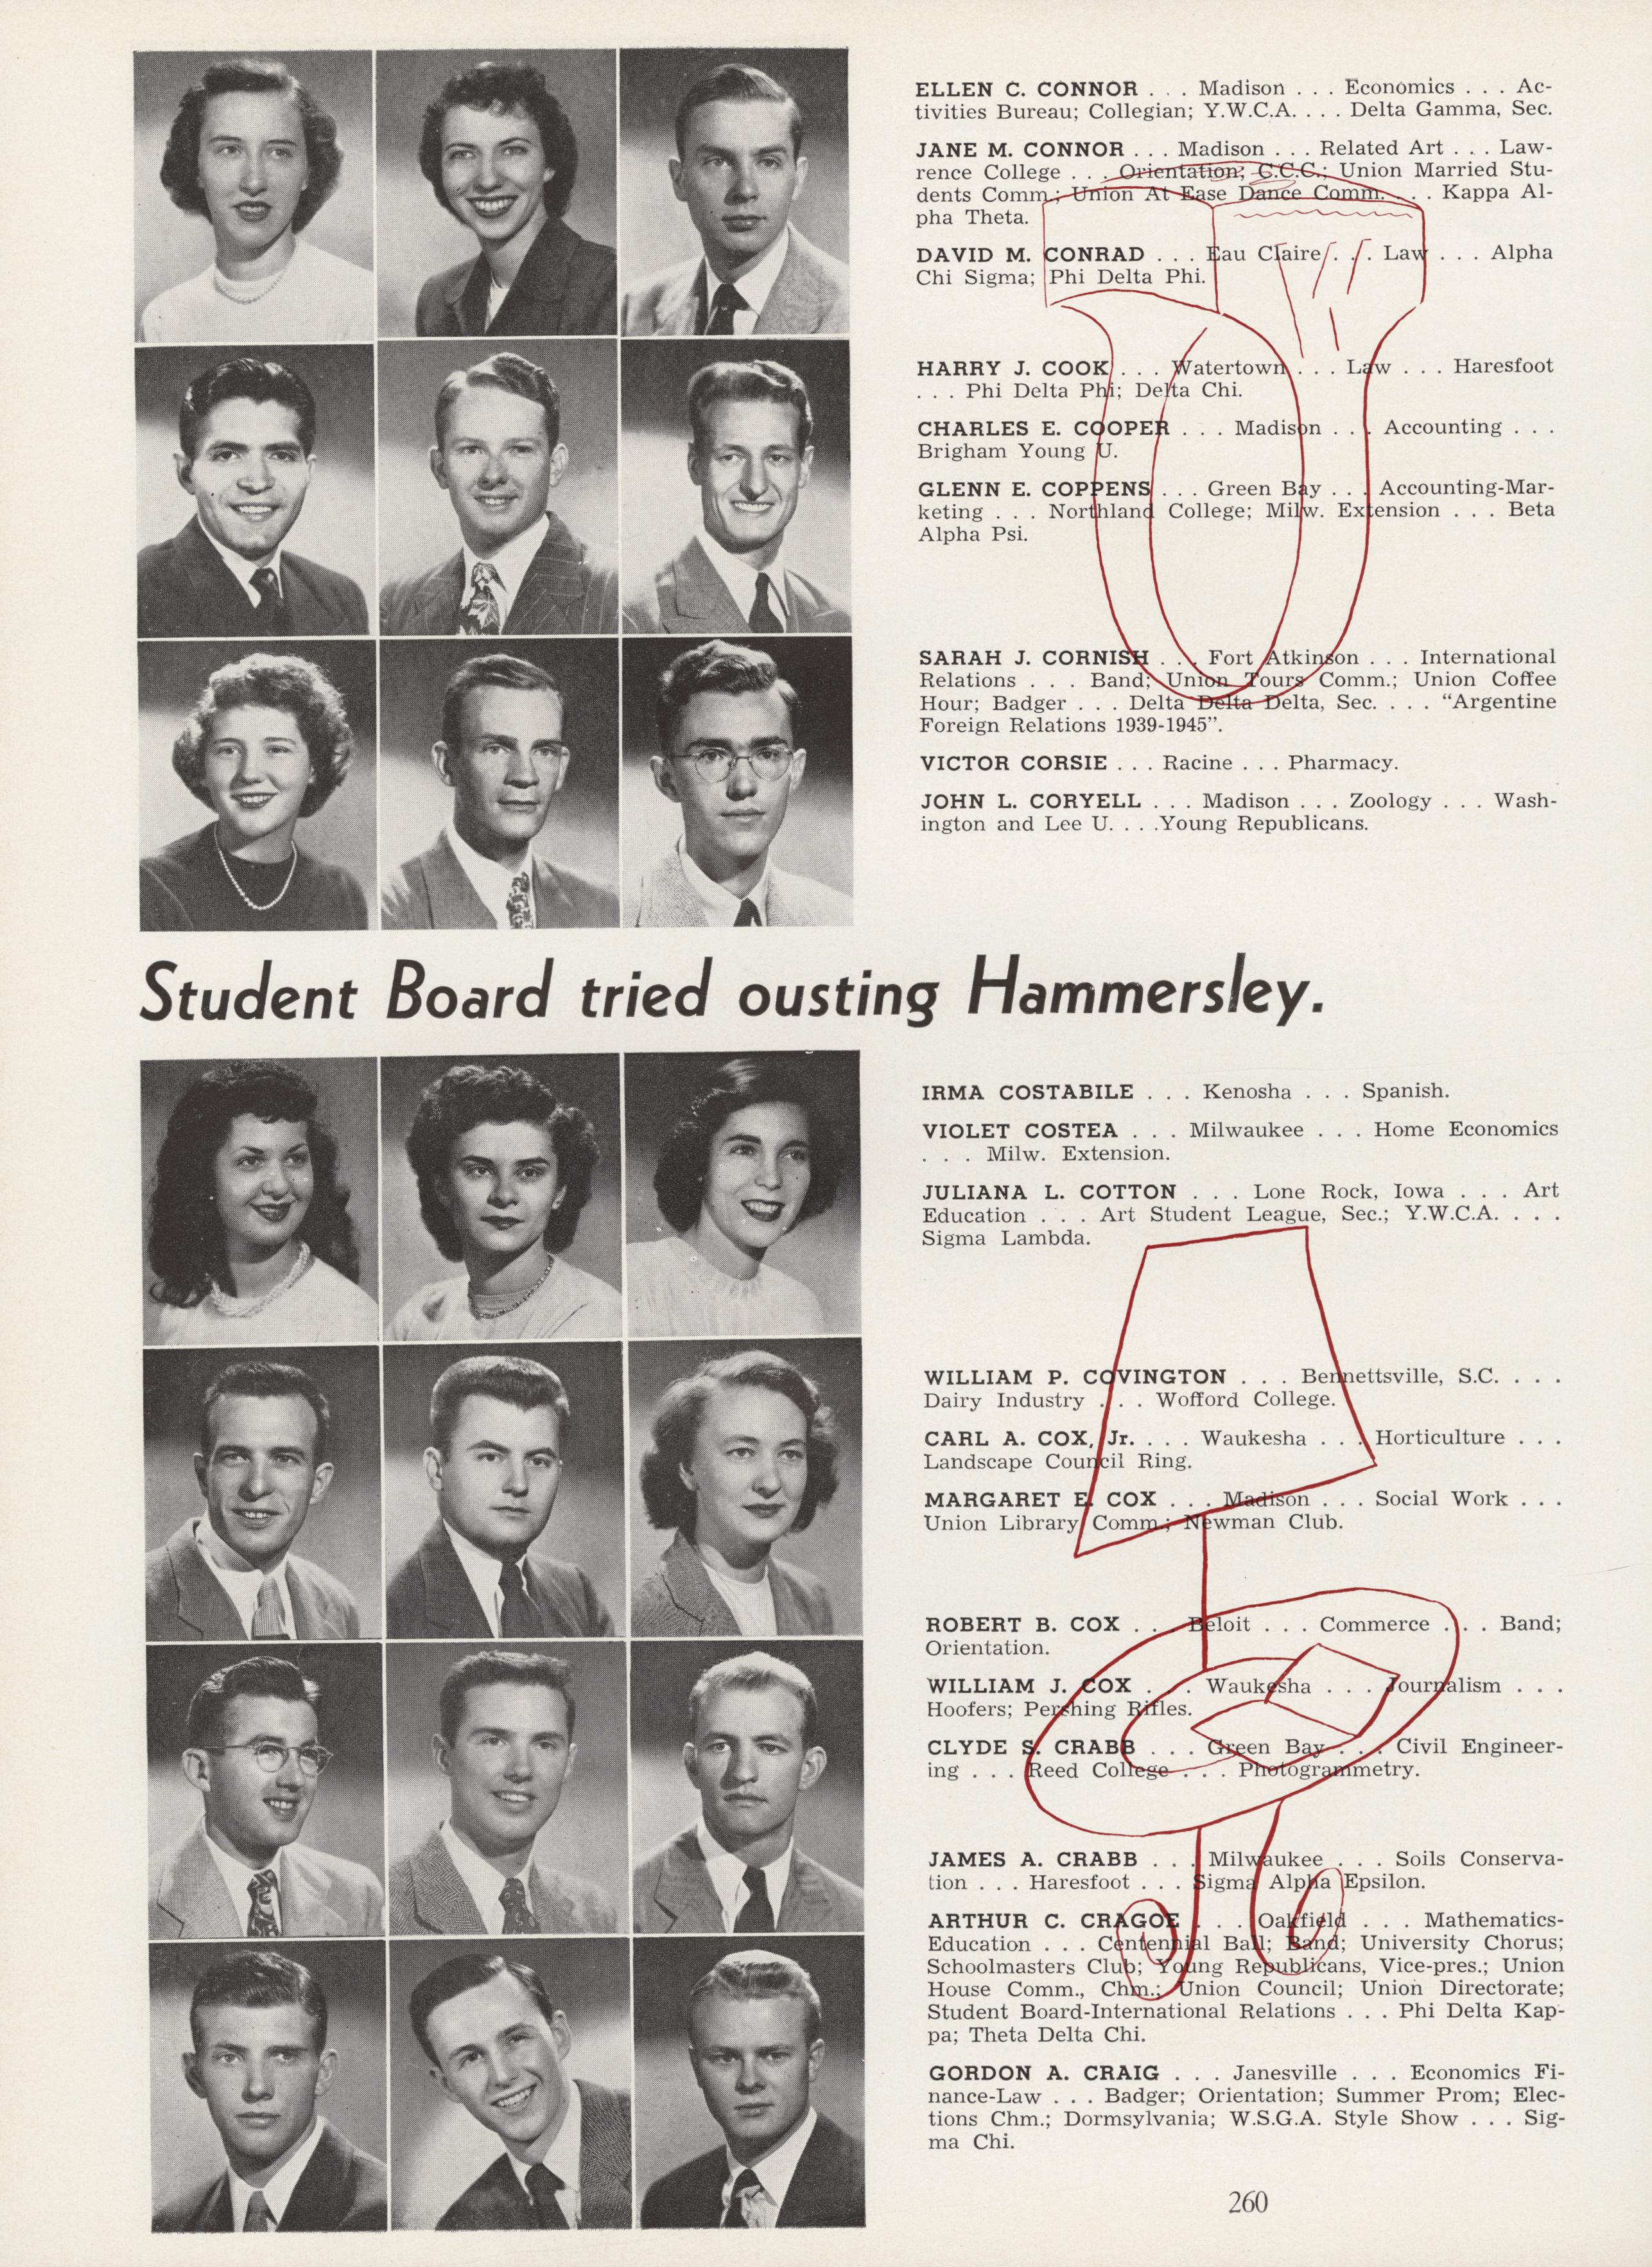 ELLEN C. CONNOR . . . Madison . . . Economics . . . Ac-
tivities Bureau; Collegian; Y.W.C.A. . . . Delta Gamma, Sec.
JANE M. CONNOR . . . Madison . . . Related Art . . . Law-
rence College . . . Orientation; C.C.C.; Union Married Stu-
dents Comm.; Union At Ease Dance Comm. . . . Kappa Al-
pha Theta.
DAVID M. CONRAD . . . Eau Claire . . . Law . . . Alpha
Chi Sigma; Phi Delta Phi.
HARRY J. COOK . . . Watertown . . . Law . . . Haresfoot
. . . Phi Delta Phi; Delta Chi.
CHARLES E. COOPER . . . Madison . . . Accounting . . .
Brigham Young U.
GLENN E. COPPENS . . . Green Bay . . . Accounting-Mar-
keting . . . Northland College; Milw. Extension . . . Beta
Alpha Psi.
SARAH J. CORNISH . . . Fort Atkinson . . . International
Relations . . . Band; Union Tours Comm.; Union Coffee
Hour; Badger . . . Delta Delta Delta, Sec. . . . "Argentine
Foreign Relations 1939-1945".
VICTOR CORSIE . . . Racine . . . Pharmacy.
JOHN L. CORYELL . . . Madison . . . Zoology . . . Wash-
ington and Lee U. . . .Young Republicans.
Student Board tried ousting Hammersley.
IRMA COSTABILE . . . Kenosha . . . Spanish.
VIOLET COSTEA . . . Milwaukee . . . Home Economics
. . . Milw. Extension.
JULIANA L. COTTON . . . Lone Rock, Iowa . . . Art
Education . . . Art Student League, Sec.; Y.W.C.A. . . .
Sigma Lambda.
WILLIAM P. COVINGTON . . . Bennettsville, S.C. . . .
Dairy Industry . . . Wofford College.
CARL A. COX, Jr. . . . Waukesha . . . Horticulture . . .
Landscape Council Ring.
MARGARET E. COX . . . Madison . . . Social Work . . .
Union Library Comm.; Newman Club.
ROBERT B. COX . . . Beloit . . . Commerce . . . Band;
Orientation.
WILLIAM J. COX . . . Waukesha . . . Journalism . . .
Hoofers; Pershing Rifles.
CLYDE S. CRABB . . . Green Bay . . . Civil Engineer-
ing . . . Reed College . . . Photogrammetry.
JAMES A. CRABB . . . Milwaukee . . . Soils Conserva-
tion . . . Haresfoot . . . Sigma Alpha Epsilon.
ARTHUR C. CRAGOE . . . Oakfield . . . Mathematics-
Education . . . Centennial Ball; Band; University Chorus;
Schoolmasters Club; Young Republicans, Vice-pres.; Union
House Comm., Chm.; Union Council; Union Directorate;
Student Board-International Relations . . . Phi Delta Kap-
pa; Theta Delta Chi.
GORDON A. CRAIG . . . Janesville . . . Economics Fi-
nance-Law . . . Badger; Orientation; Summer Prom; Elec-
tions Chm.; Dormsylvania; W.S.G.A. Style Show . . . Sig-
ma Chi.
260